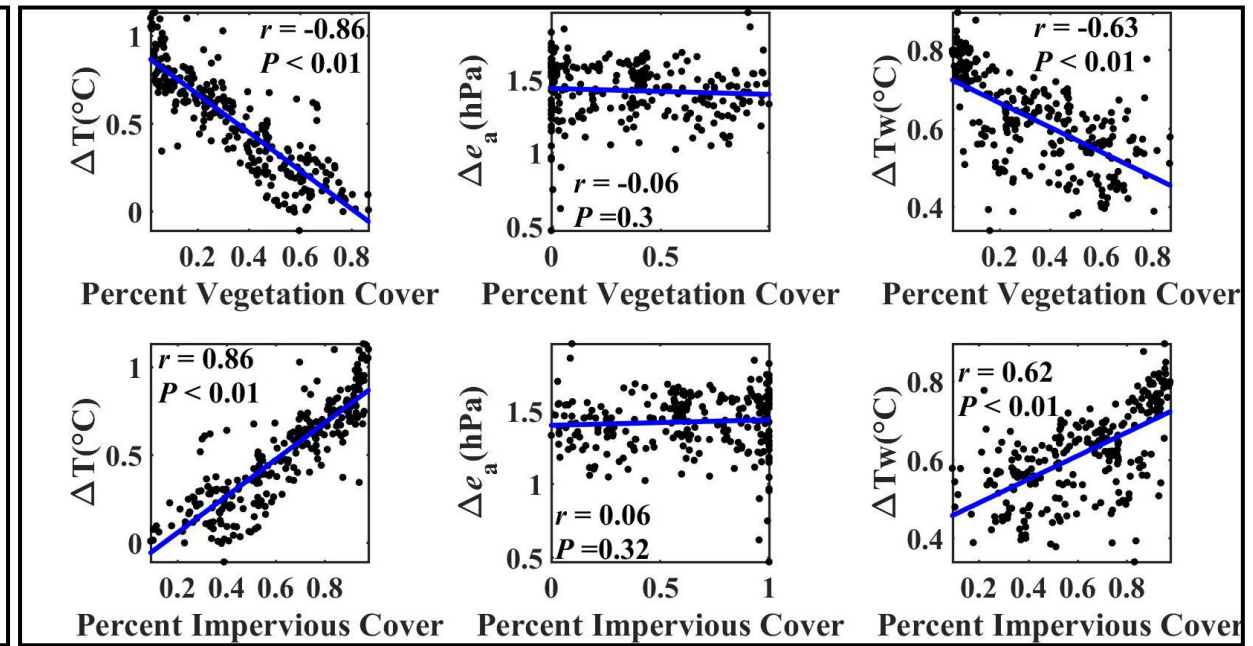 r = -0.86
P < 0.01
1
0.5
0
ΔT(°C)
0.2 0.4 0.6 0.8
Percent Vegetation Cover
1.5
1
0.5
Δea(hPa)
r = -0.06
P =0.3
0 0.5
Percent Vegetation Cover
r = -0.63
P < 0.01
0.8
0.6
0.4
ΔTw(°C)
0.2 0.4 0.6 0.8
Percent Vegetation Cover
r = 0.86
P < 0.01
1
0.5
0
ΔT(°C)
0.2 0.4 0.6 0.8
Percent Impervious Cover
1.5
1
0.5
Δea(hPa)
r = 0.06
P =0.32
0 0.5 1
Percent Impervious Cover
r = 0.62
P < 0.01
0.8
0.6
0.4
ΔTw(°C)
0.2 0.4 0.6 0.8
Percent Impervious Cover